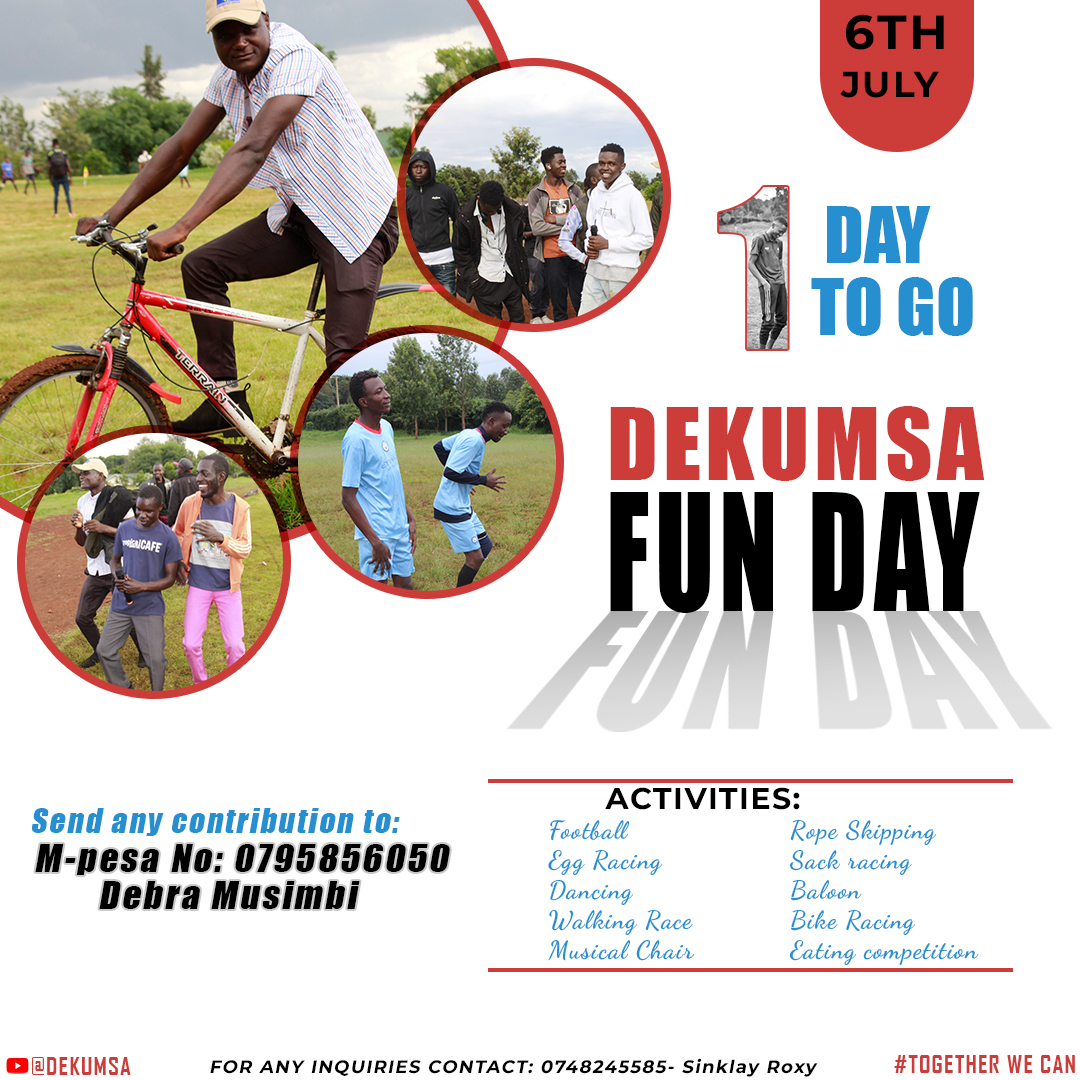 6TH
JULY
1 DAY
TO GO
DEKUMSA
FUN DAY
FUN DAY
TERRAIN
Send any contribution to:
M-pesa No: 0795856050
Debra Musimbi
ACTIVITIES:
Football
Egg Racing
Dancing
Walking Race
Musical Chair
Rope Skipping
Sack racing
Baloon
Bike Racing
Eating competition
@DEKUMSA
FOR ANY INQUIRIES CONTACT: 0748245585- Sinklay Roxy
#TOGETHER WE CAN